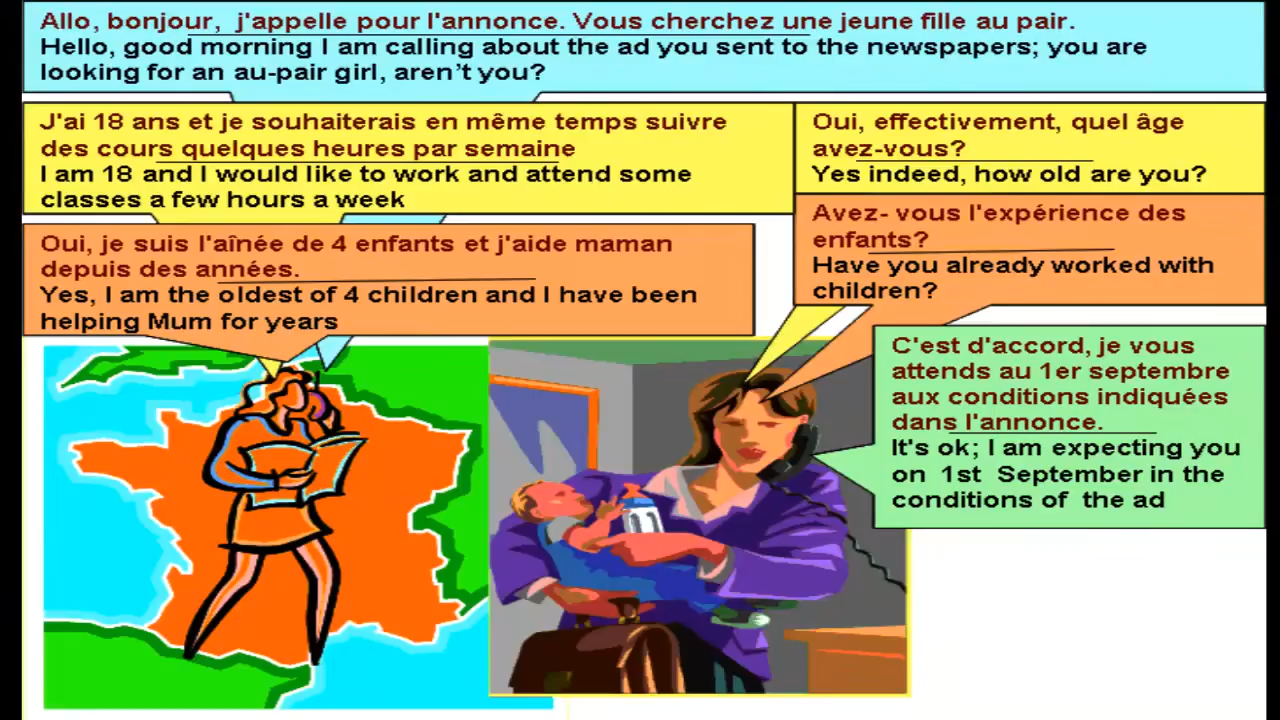 Allo, bonjour, j'appelle pour l'annonce. Vous cherchez une jeune fille au pair.
Hello, good morning I am calling about the ad you sent to the newspapers; you are
looking for an au-pair girl, aren't you?
Oui, effectivement, quel âge
avez-vous?
Yes indeed, how old are you?
J'ai 18 ans et je souhaiterais en même temps suivre
des cours quelques heures par semaine
I am 18 and I would like to work and attend some
classes a few hours a week
Avez- vous l'expérience des
enfants?
Have you already worked with
children?
Oui, je suis l'aînée de 4 enfants et j'aide maman
depuis des années.
Yes, I am the oldest of 4 children and I have been
helping Mum for years
C'est d'accord, je vous
attends au 1er septembre
aux conditions indiquées
dans l'annonce.
It's ok; I am expecting you
on 1st September in the
conditions of the ad